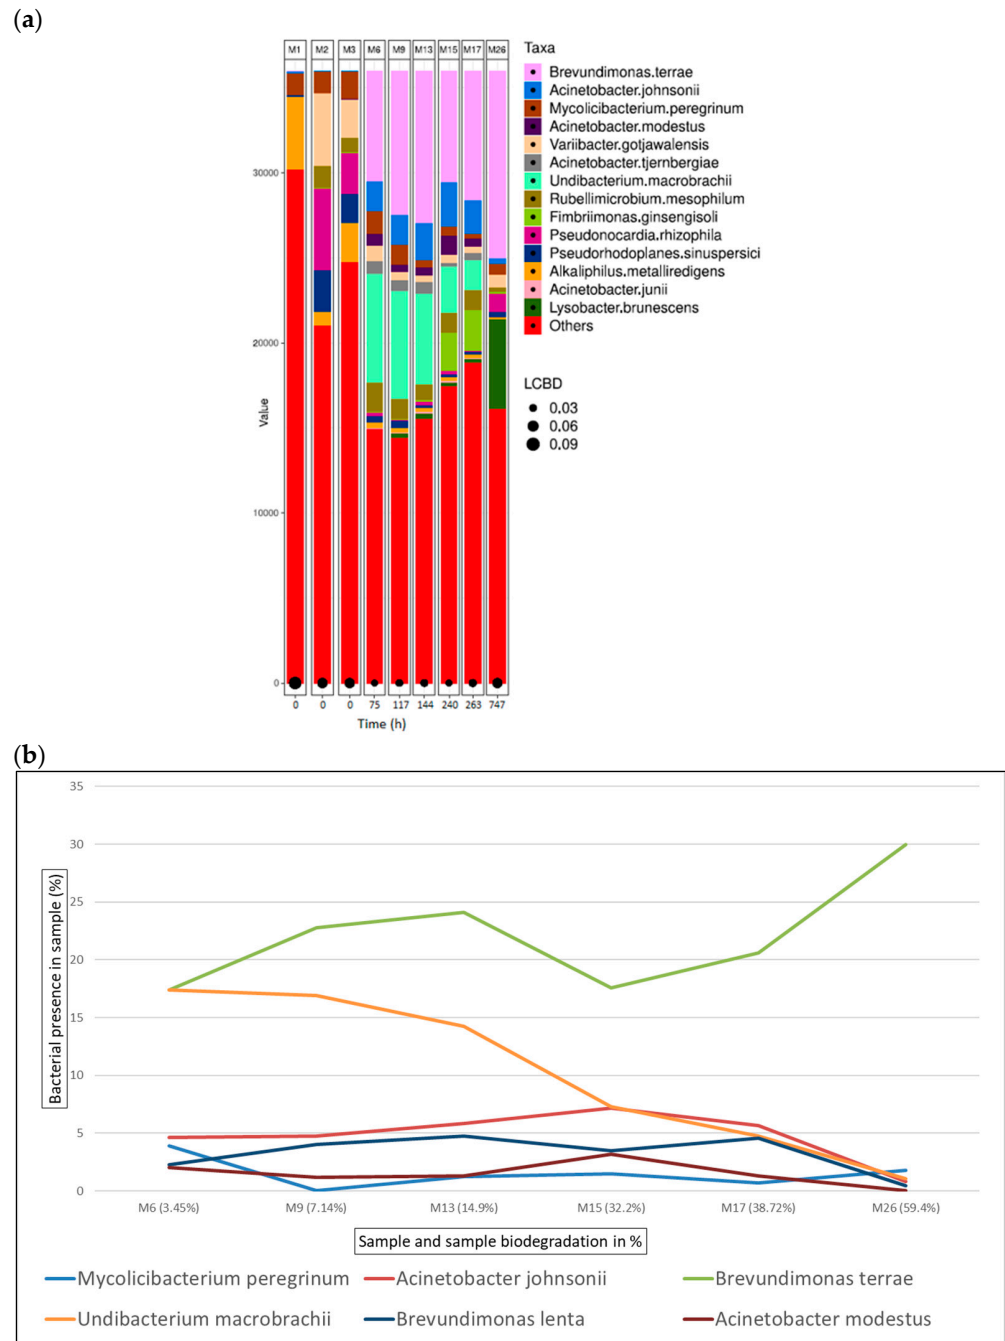 (a)
M1 M2 M3 M6 M9 M13 M15 M17 M26
Taxa
Brevundimonas.terrae
Acinetobacter.johnsonii
Mycolicibacterium.peregrinum
Acinetobacter.modestus
Variibacter.gotjawalensis
Acinetobacter.tjernbergiae
Undibacterium.macrobrachii
Rubellimicrobium.mesophilum
Fimbriimonas.ginsengisoli
Pseudonocardia.rhizophila
Pseudorhodoplanes.sinuspersici
Alkaliphilus.metalliredigens
Acinetobacter.junii
Lysobacter.brunescens
Others
LCBD
0.03
0.06
0.09
Value
30000
20000
10000
0
0 0 0 75 117 144 240 263 747
Time (h)
(b)
Bacterial presence in sample (%)
35
30
25
20
15
10
5
0
M6 (3.45%) M9 (7.14%) M13 (14.9%) M15 (32.2%) M17 (38.72%) M26 (59.4%)
Sample and sample biodegradation in %
Mycolicibacterium peregrinum Acinetobacter johnsonii Brevundimonas terrae
Undibacterium macrobrachii Brevundimonas lenta Acinetobacter modestus